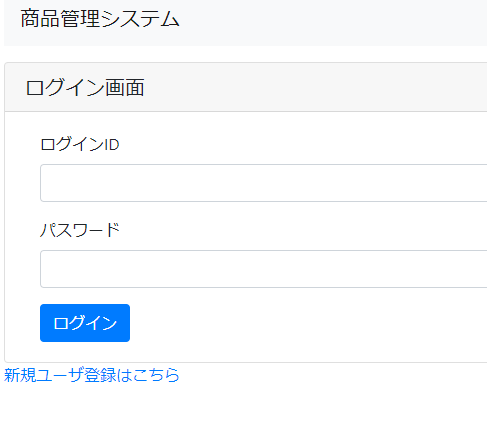 商品管理システム
ログイン画面
ログインID
パスワード
ログイン
新規ユーザ登録はこちら